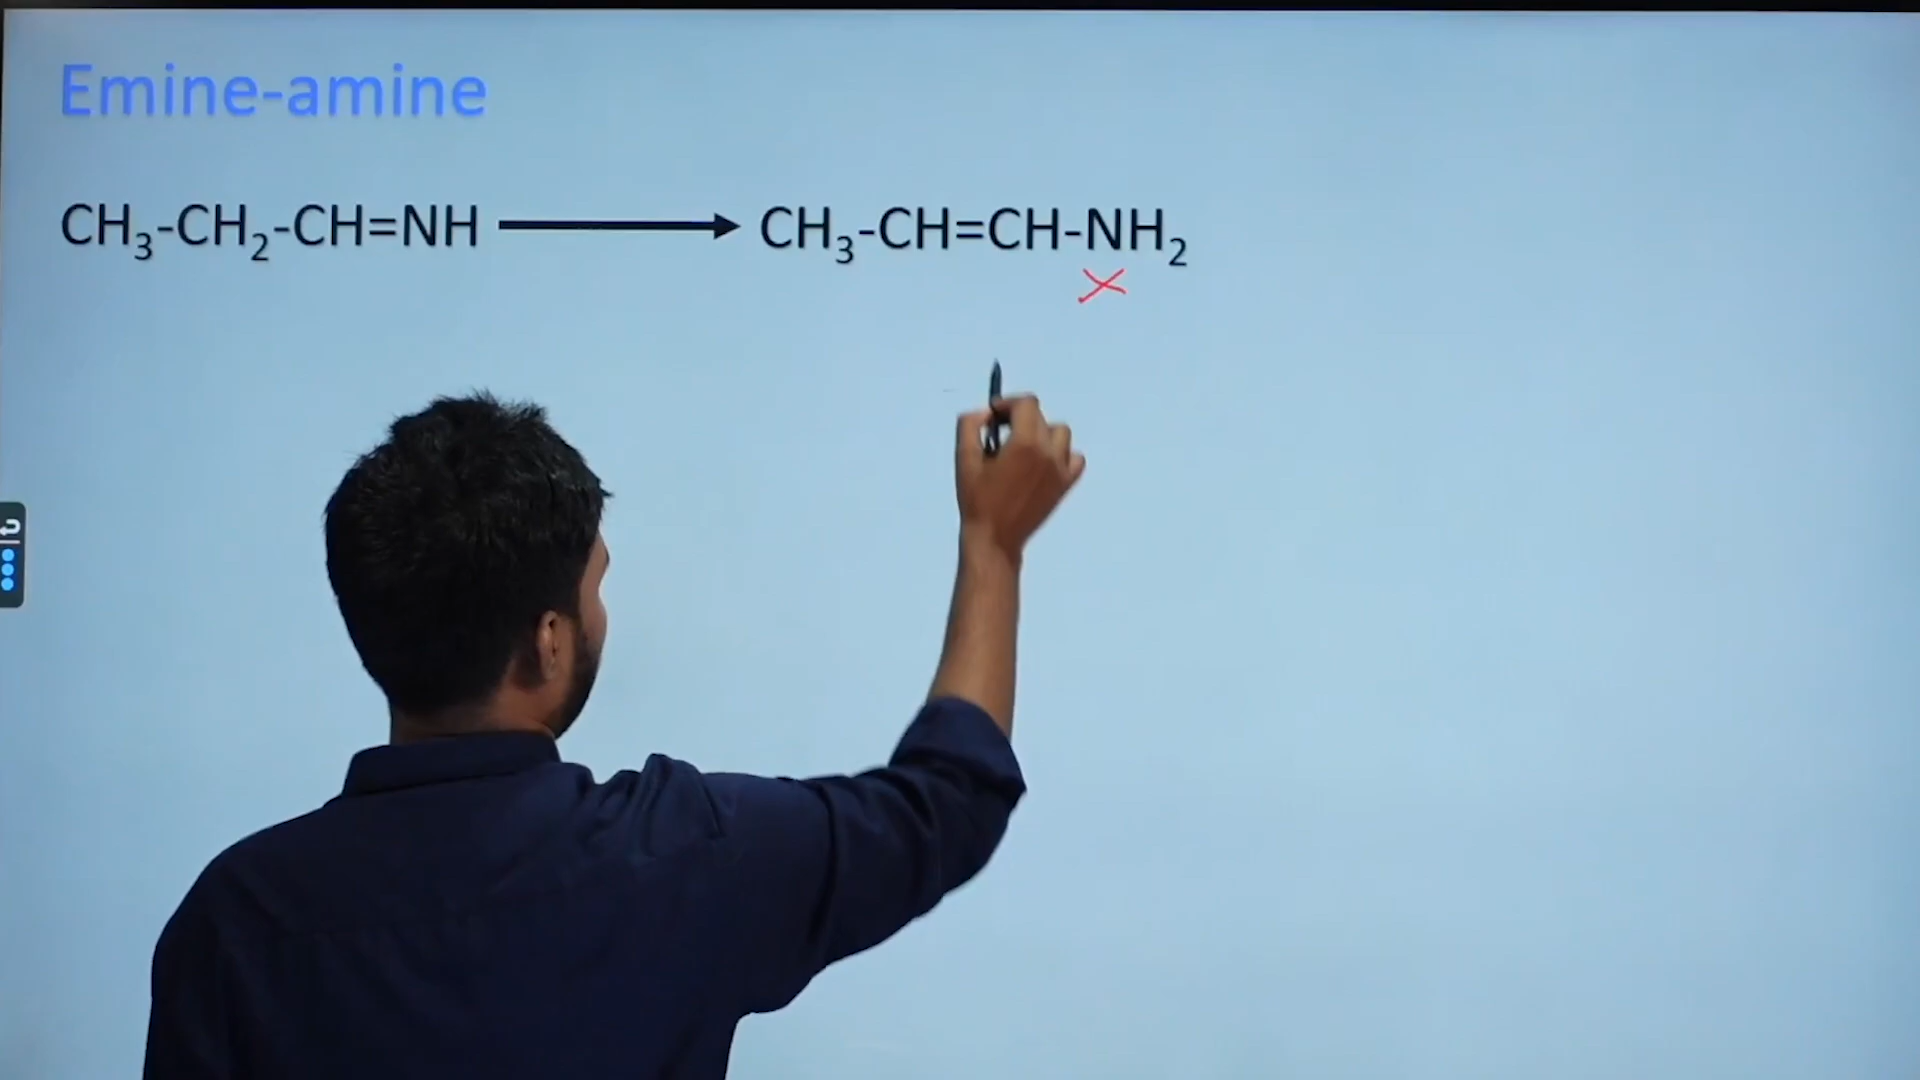 Emine-amine
CH₃-CH₂-CH=NH ⟶ CH₃-CH=CH-NH₂